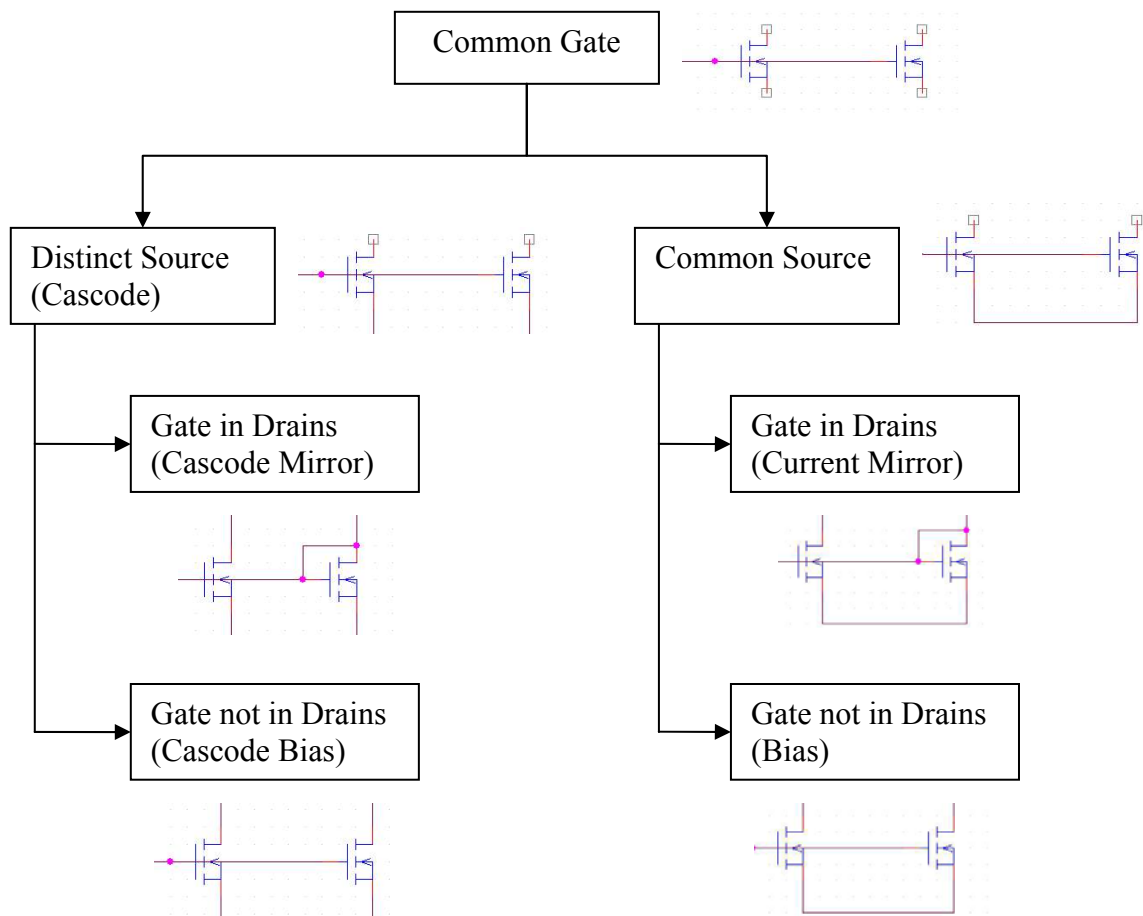 Common Gate
Distinct Source
(Cascode)
Common Source
Gate in Drains
(Cascode Mirror)
Gate in Drains
(Current Mirror)
Gate not in Drains
(Cascode Bias)
Gate not in Drains
(Bias)